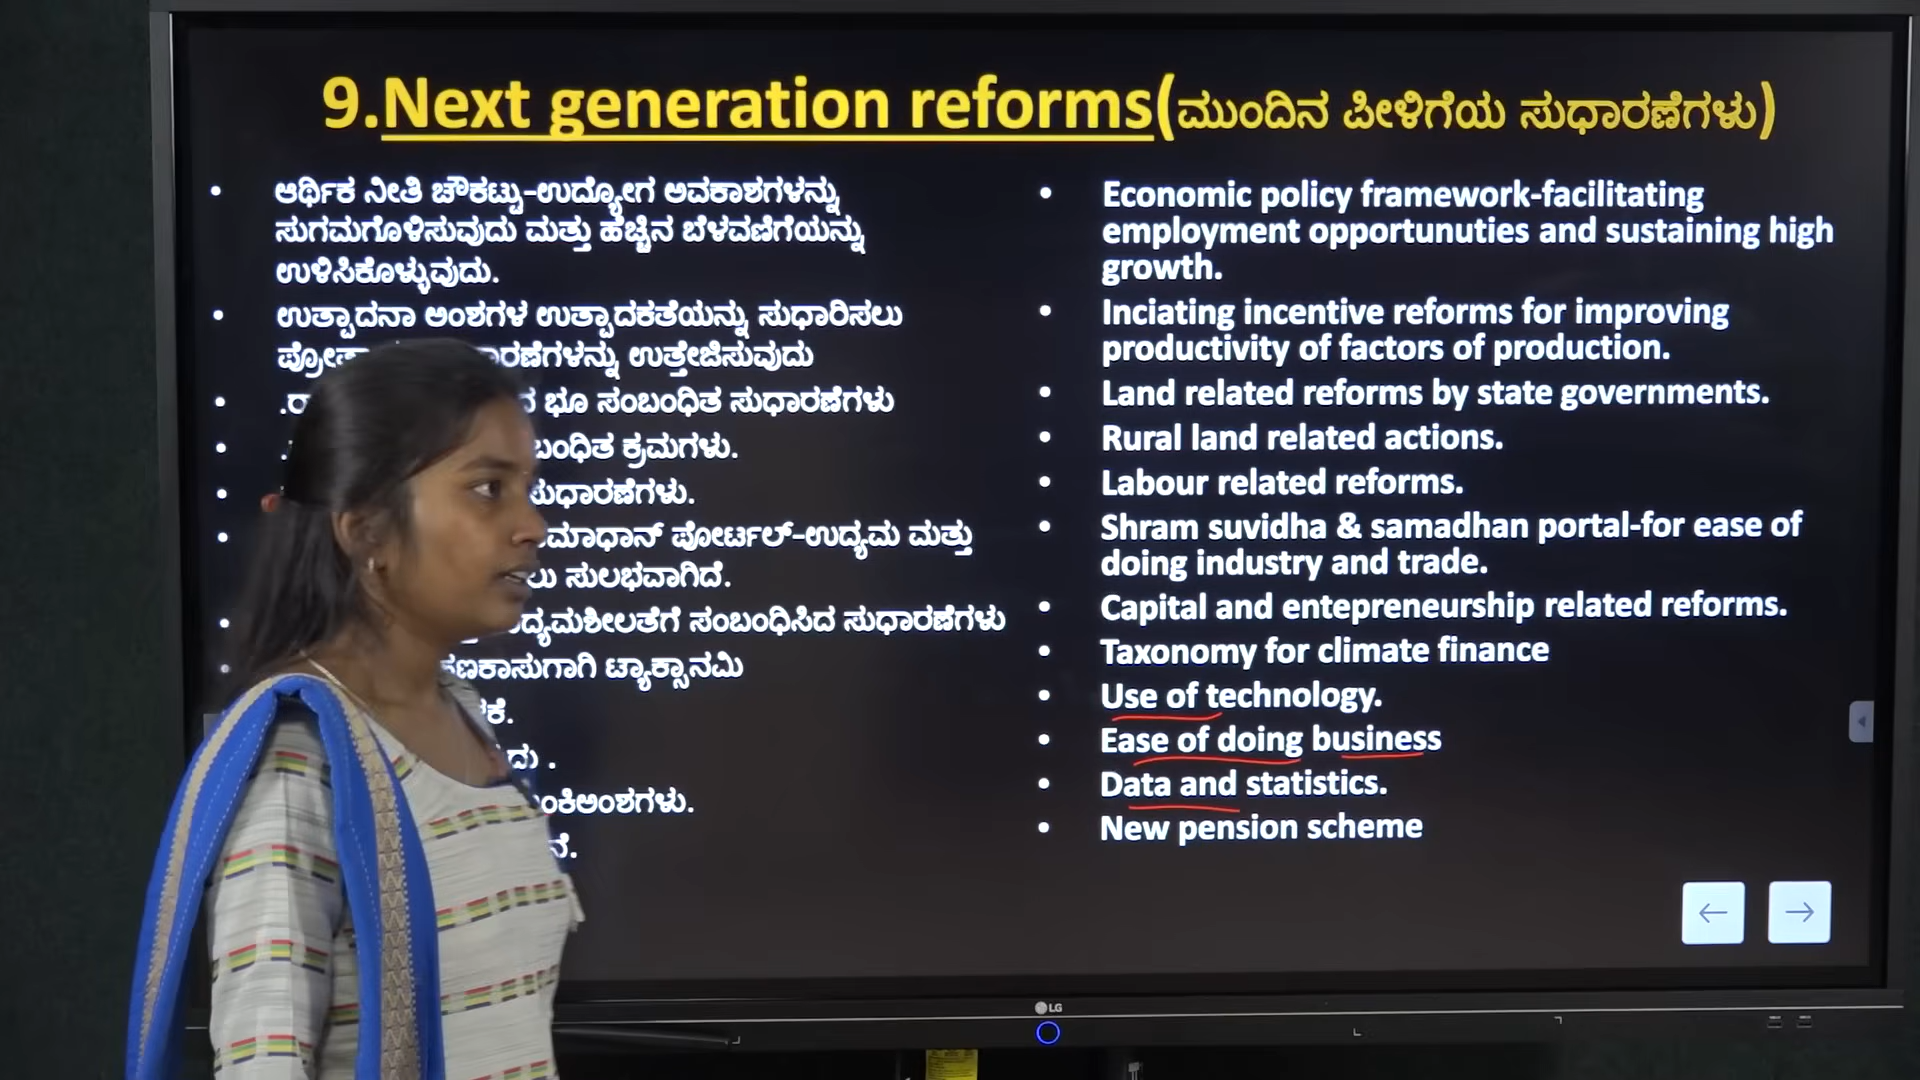 9.Next generation reforms(ಮುಂದಿನ ಪೀಳಿಗೆಯ ಸುಧಾರಣೆಗಳು)
• ಆರ್ಥಿಕ ನೀತಿ ಚೌಕಟ್ಟು-ಉದ್ಯೋಗ ಅವಕಾಶಗಳನ್ನು
ಸುಗಮಗೊಳಿಸುವುದು ಮತ್ತು ಹೆಚ್ಚಿನ ಬೆಳವಣಿಗೆಯನ್ನು
ಉಳಿಸಿಕೊಳ್ಳುವುದು.
• ಉತ್ಪಾದನಾ ಅಂಶಗಳ ಉತ್ಪಾದಕತೆಯನ್ನು ಸುಧಾರಿಸಲು
ಉತ್ತೇಜಿಸುವುದು
• ಭೂ ಸಂಬಂಧಿತ ಸುಧಾರಣೆಗಳು
• ಕ್ರಮಗಳು.
• ಸುಧಾರಣೆಗಳು.
• ಪೋರ್ಟಲ್-ಉದ್ಯಮ ಮತ್ತು
ಸುಲಭವಾಗಿದೆ.
• ಸಂಬಂಧಿಸಿದ ಸುಧಾರಣೆಗಳು
• ಟ್ಯಾಕ್ಸಾನಮಿ
• Economic policy framework-facilitating
employment opportunuties and sustaining high
growth.
• Inciating incentive reforms for improving
productivity of factors of production.
• Land related reforms by state governments.
• Rural land related actions.
• Labour related reforms.
• Shram suvidha & samadhan portal-for ease of
doing industry and trade.
• Capital and entepreneurship related reforms.
• Taxonomy for climate finance
• Use of technology.
• Ease of doing business
• Data and statistics.
• New pension scheme
LG